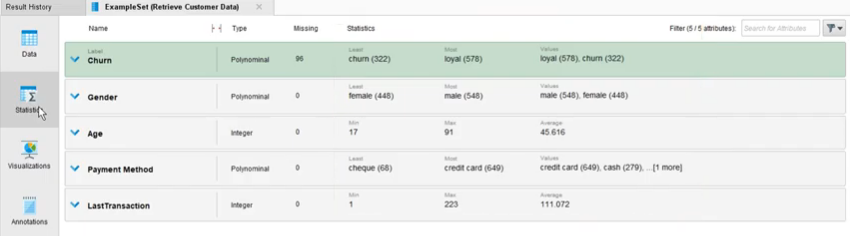 Result History
ExampleSet (Retrieve Customer Data)
Name Type Missing Statistics Filter (5 / 5 attributes): Search for Attributes
Data
Label
Churn Polynominal 96 Least churn (322) Most loyal (578) Values loyal (578), churn (322)
Statistics
Gender Polynominal 0 Least female (448) Most male (548) Values male (548), female (448)
Age Integer 0 Min 17 Max 91 Average 45.616
Visualizations
Payment Method Polynominal 0 Least cheque (68) Most credit card (649) Values credit card (649), cash (279), ...[1 more]
Annotations
LastTransaction Integer 0 Min 1 Max 223 Average 111.072